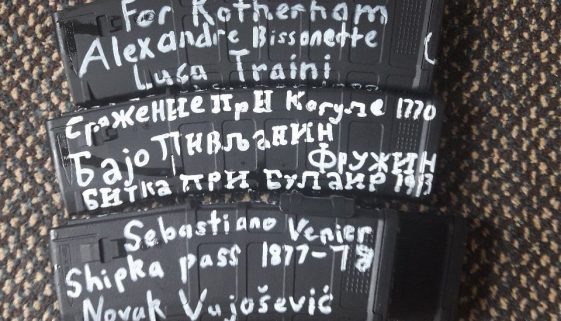 For Rotherham
Alexandre Bissonette
Luca Traini
Сражение при Кагуле 1770
Бајо Пивљанин
Фружин
Битка при Булаир 1913
Sebastiano Venier
Shipka pass 1877-78
Novak Vujošević